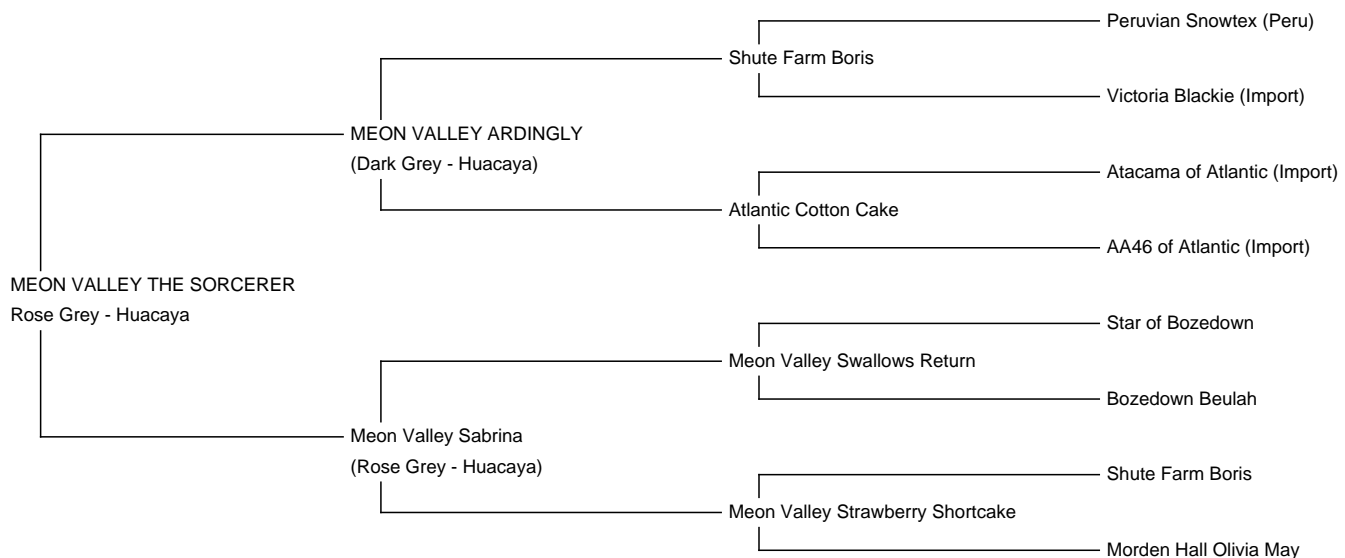 Peruvian Snowtex (Peru)
Shute Farm Boris
Victoria Blackie (Import)
MEON VALLEY ARDINGLY
(Dark Grey - Huacaya)
Atacama of Atlantic (Import)
Atlantic Cotton Cake
AA46 of Atlantic (Import)
MEON VALLEY THE SORCERER
Rose Grey - Huacaya
Star of Bozedown
Meon Valley Swallows Return
Bozedown Beulah
Meon Valley Sabrina
(Rose Grey - Huacaya)
Shute Farm Boris
Meon Valley Strawberry Shortcake
Morden Hall Olivia May